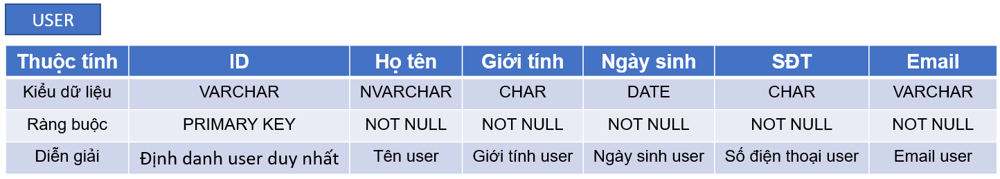 USER
Thuộc tính ID Họ tên Giới tính Ngày sinh SĐT Email
Kiểu dữ liệu VARCHAR NVARCHAR CHAR DATE CHAR VARCHAR
Ràng buộc PRIMARY KEY NOT NULL NOT NULL NOT NULL NOT NULL NOT NULL
Diễn giải Định danh user duy nhất Tên user Giới tính user Ngày sinh user Số điện thoại user Email user